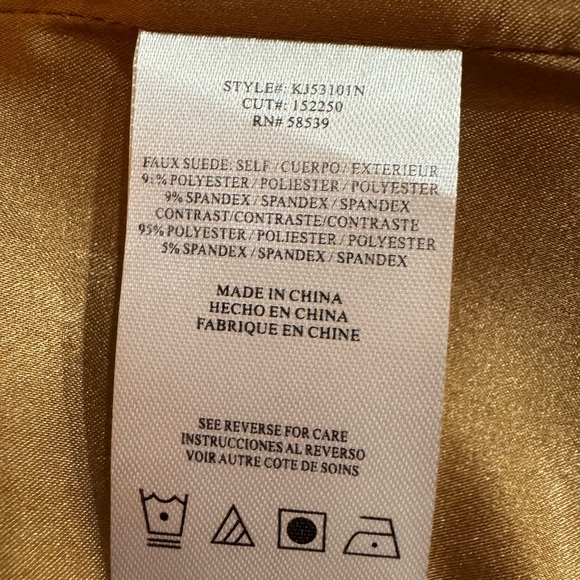 STYLE#: KJ53101N
CUT#: 152250
RN# 58539
FAUX SUEDE: SELF / CUERPO / EXTERIEUR
91% POLYESTER / POLIESTER / POLYESTER
9% SPANDEX / SPANDEX / SPANDEX
CONTRAST/CONTRASTE/CONTRASTE
95% POLYESTER / POLIESTER / POLYESTER
5% SPANDEX / SPANDEX / SPANDEX
MADE IN CHINA
HECHO EN CHINA
FABRIQUE EN CHINE
SEE REVERSE FOR CARE
INSTRUCCIONES AL REVERSO
VOIR AUTRE COTE DE SOINS